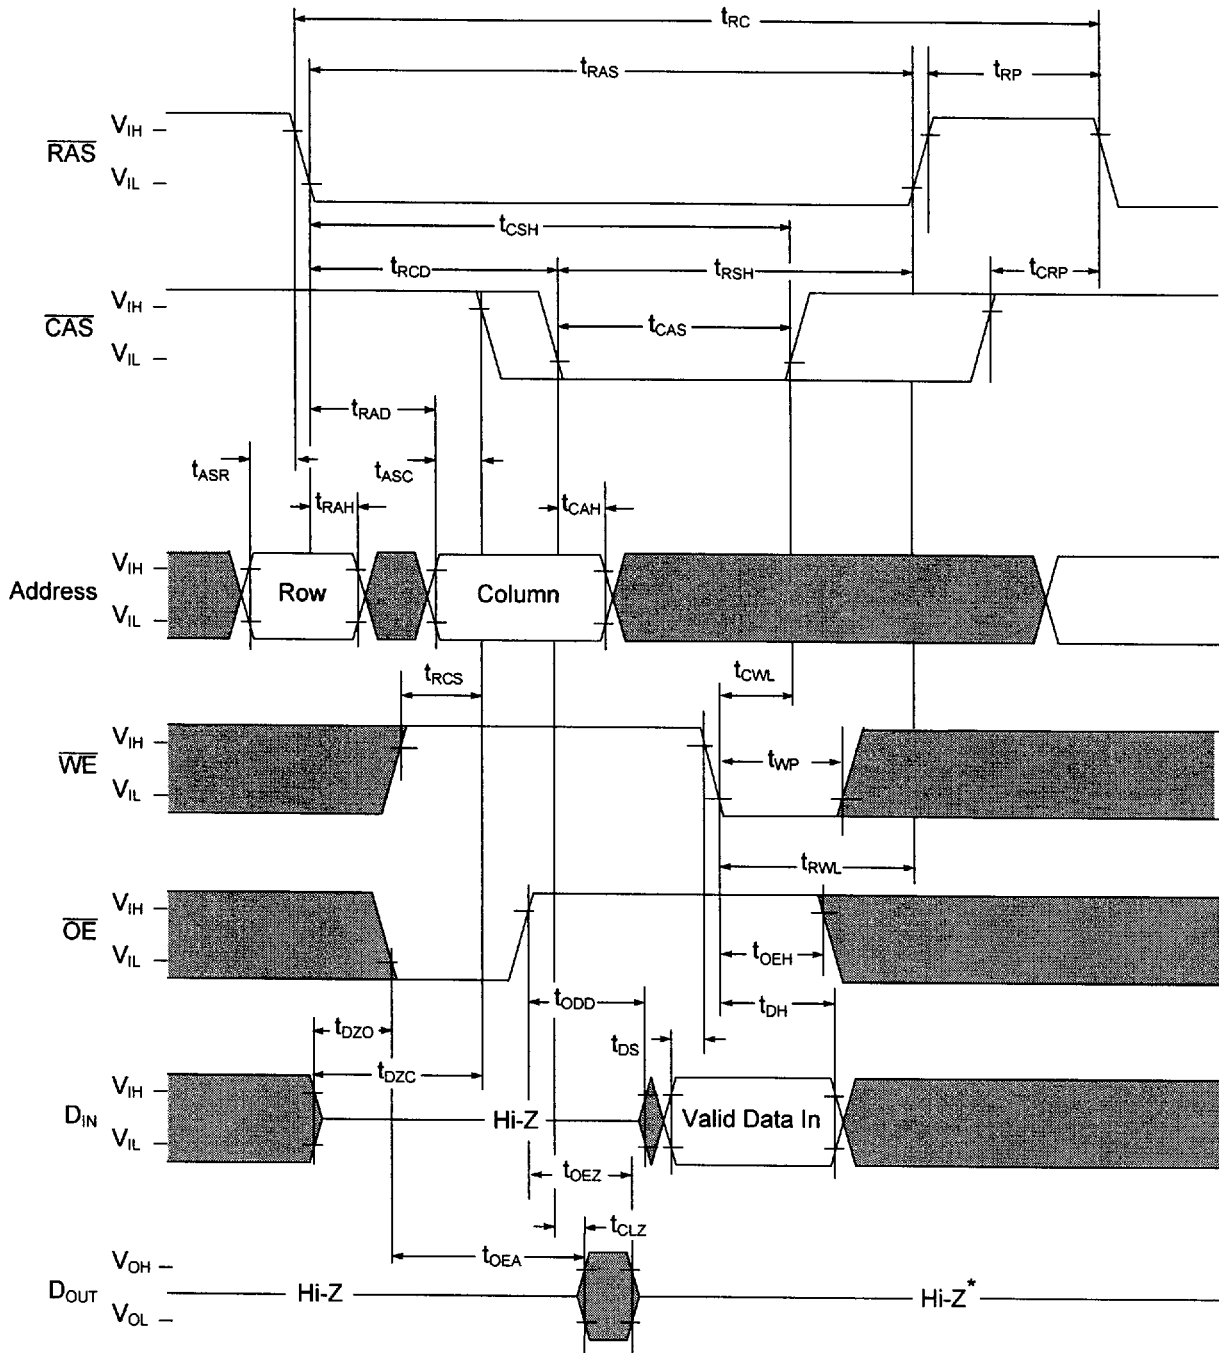 tRC
tRAS
tRP
VIH
RAS
VIL
tCSH
tRCD
tRSH
tCRP
VIH
CAS
tCAS
VIL
tRAD
tASR
tASC
tRAH
tCAH
VIH
Address
Row
Column
VIL
tRCS
tCWL
VIH
WE
tWP
VIL
tRWL
VIH
OE
VIL
tOEH
tODD
tDH
tDZO
tDS
tDZC
VIH
DIN
Hi-Z
Valid Data In
VIL
tOEZ
tCLZ
tOEA
VOH
DOUT
Hi-Z
Hi-Z*
VOL